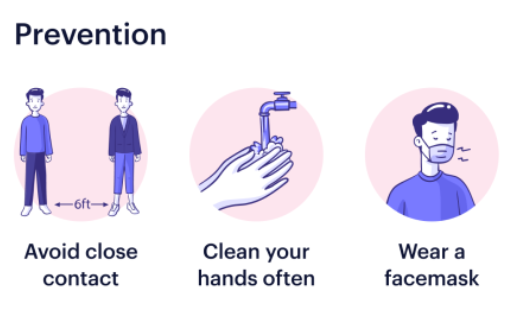 Prevention
6ft
Avoid close
contact
Clean your
hands often
Wear a
facemask